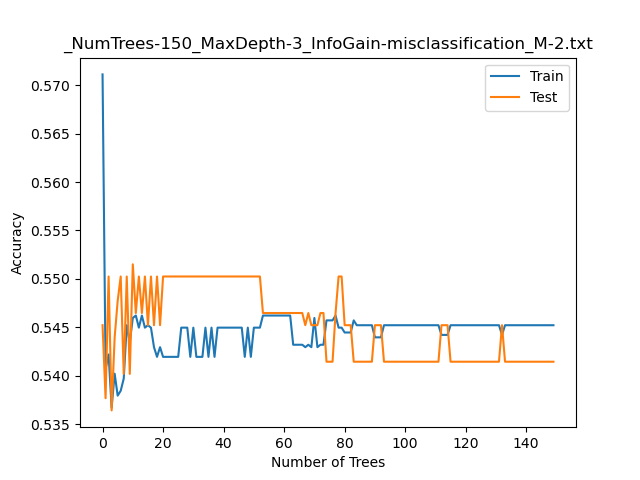 _NumTrees-150_MaxDepth-3_InfoGain-misclassification_M-2.txt
Train
Test
0.570
0.565
0.560
0.555
0.550
0.545
0.540
0.535
Accuracy
0 20 40 60 80 100 120 140
Number of Trees